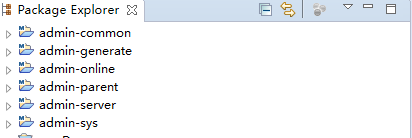 Package Explorer
admin-common
admin-generate
admin-online
admin-parent
admin-server
admin-sys